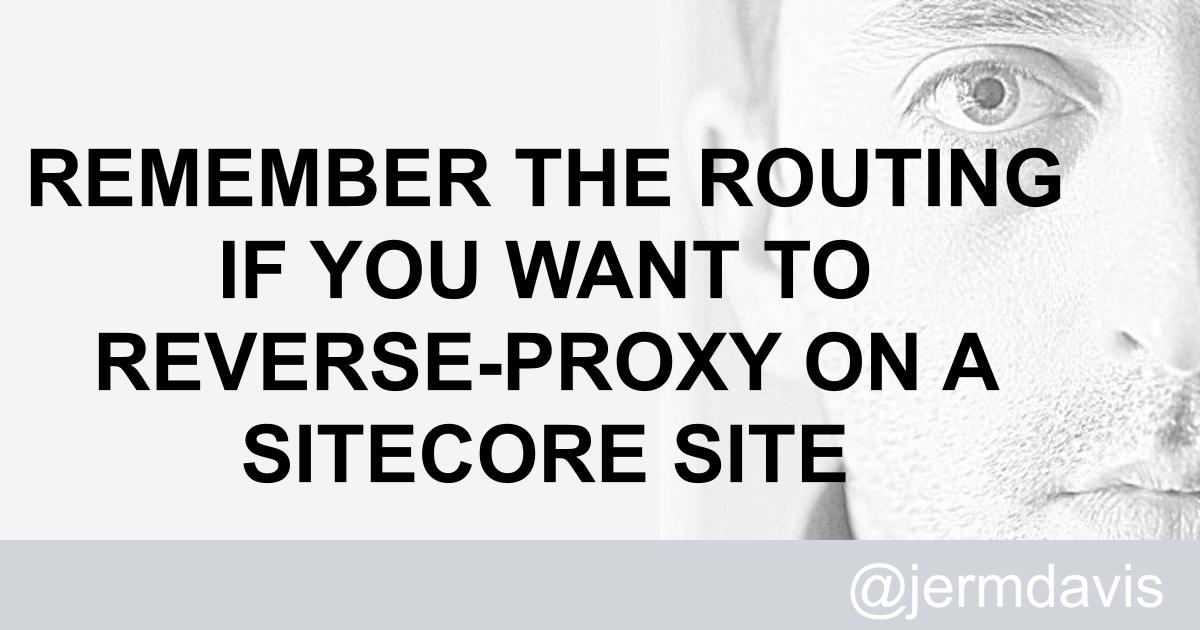 REMEMBER THE ROUTING
IF YOU WANT TO
REVERSE-PROXY ON A
SITECORE SITE
@jermdavis